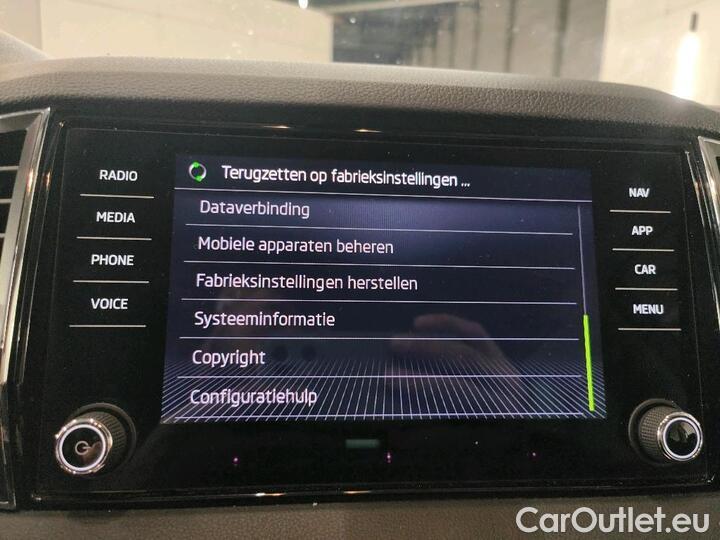 RADIO
MEDIA
PHONE
VOICE
Terugzetten op fabrieksinstellingen ...
Dataverbinding
Mobiele apparaten beheren
Fabrieksinstellingen herstellen
Systeeminformatie
Copyright
Configuratiehulp
NAV
APP
CAR
MENU
CarOutlet.eu